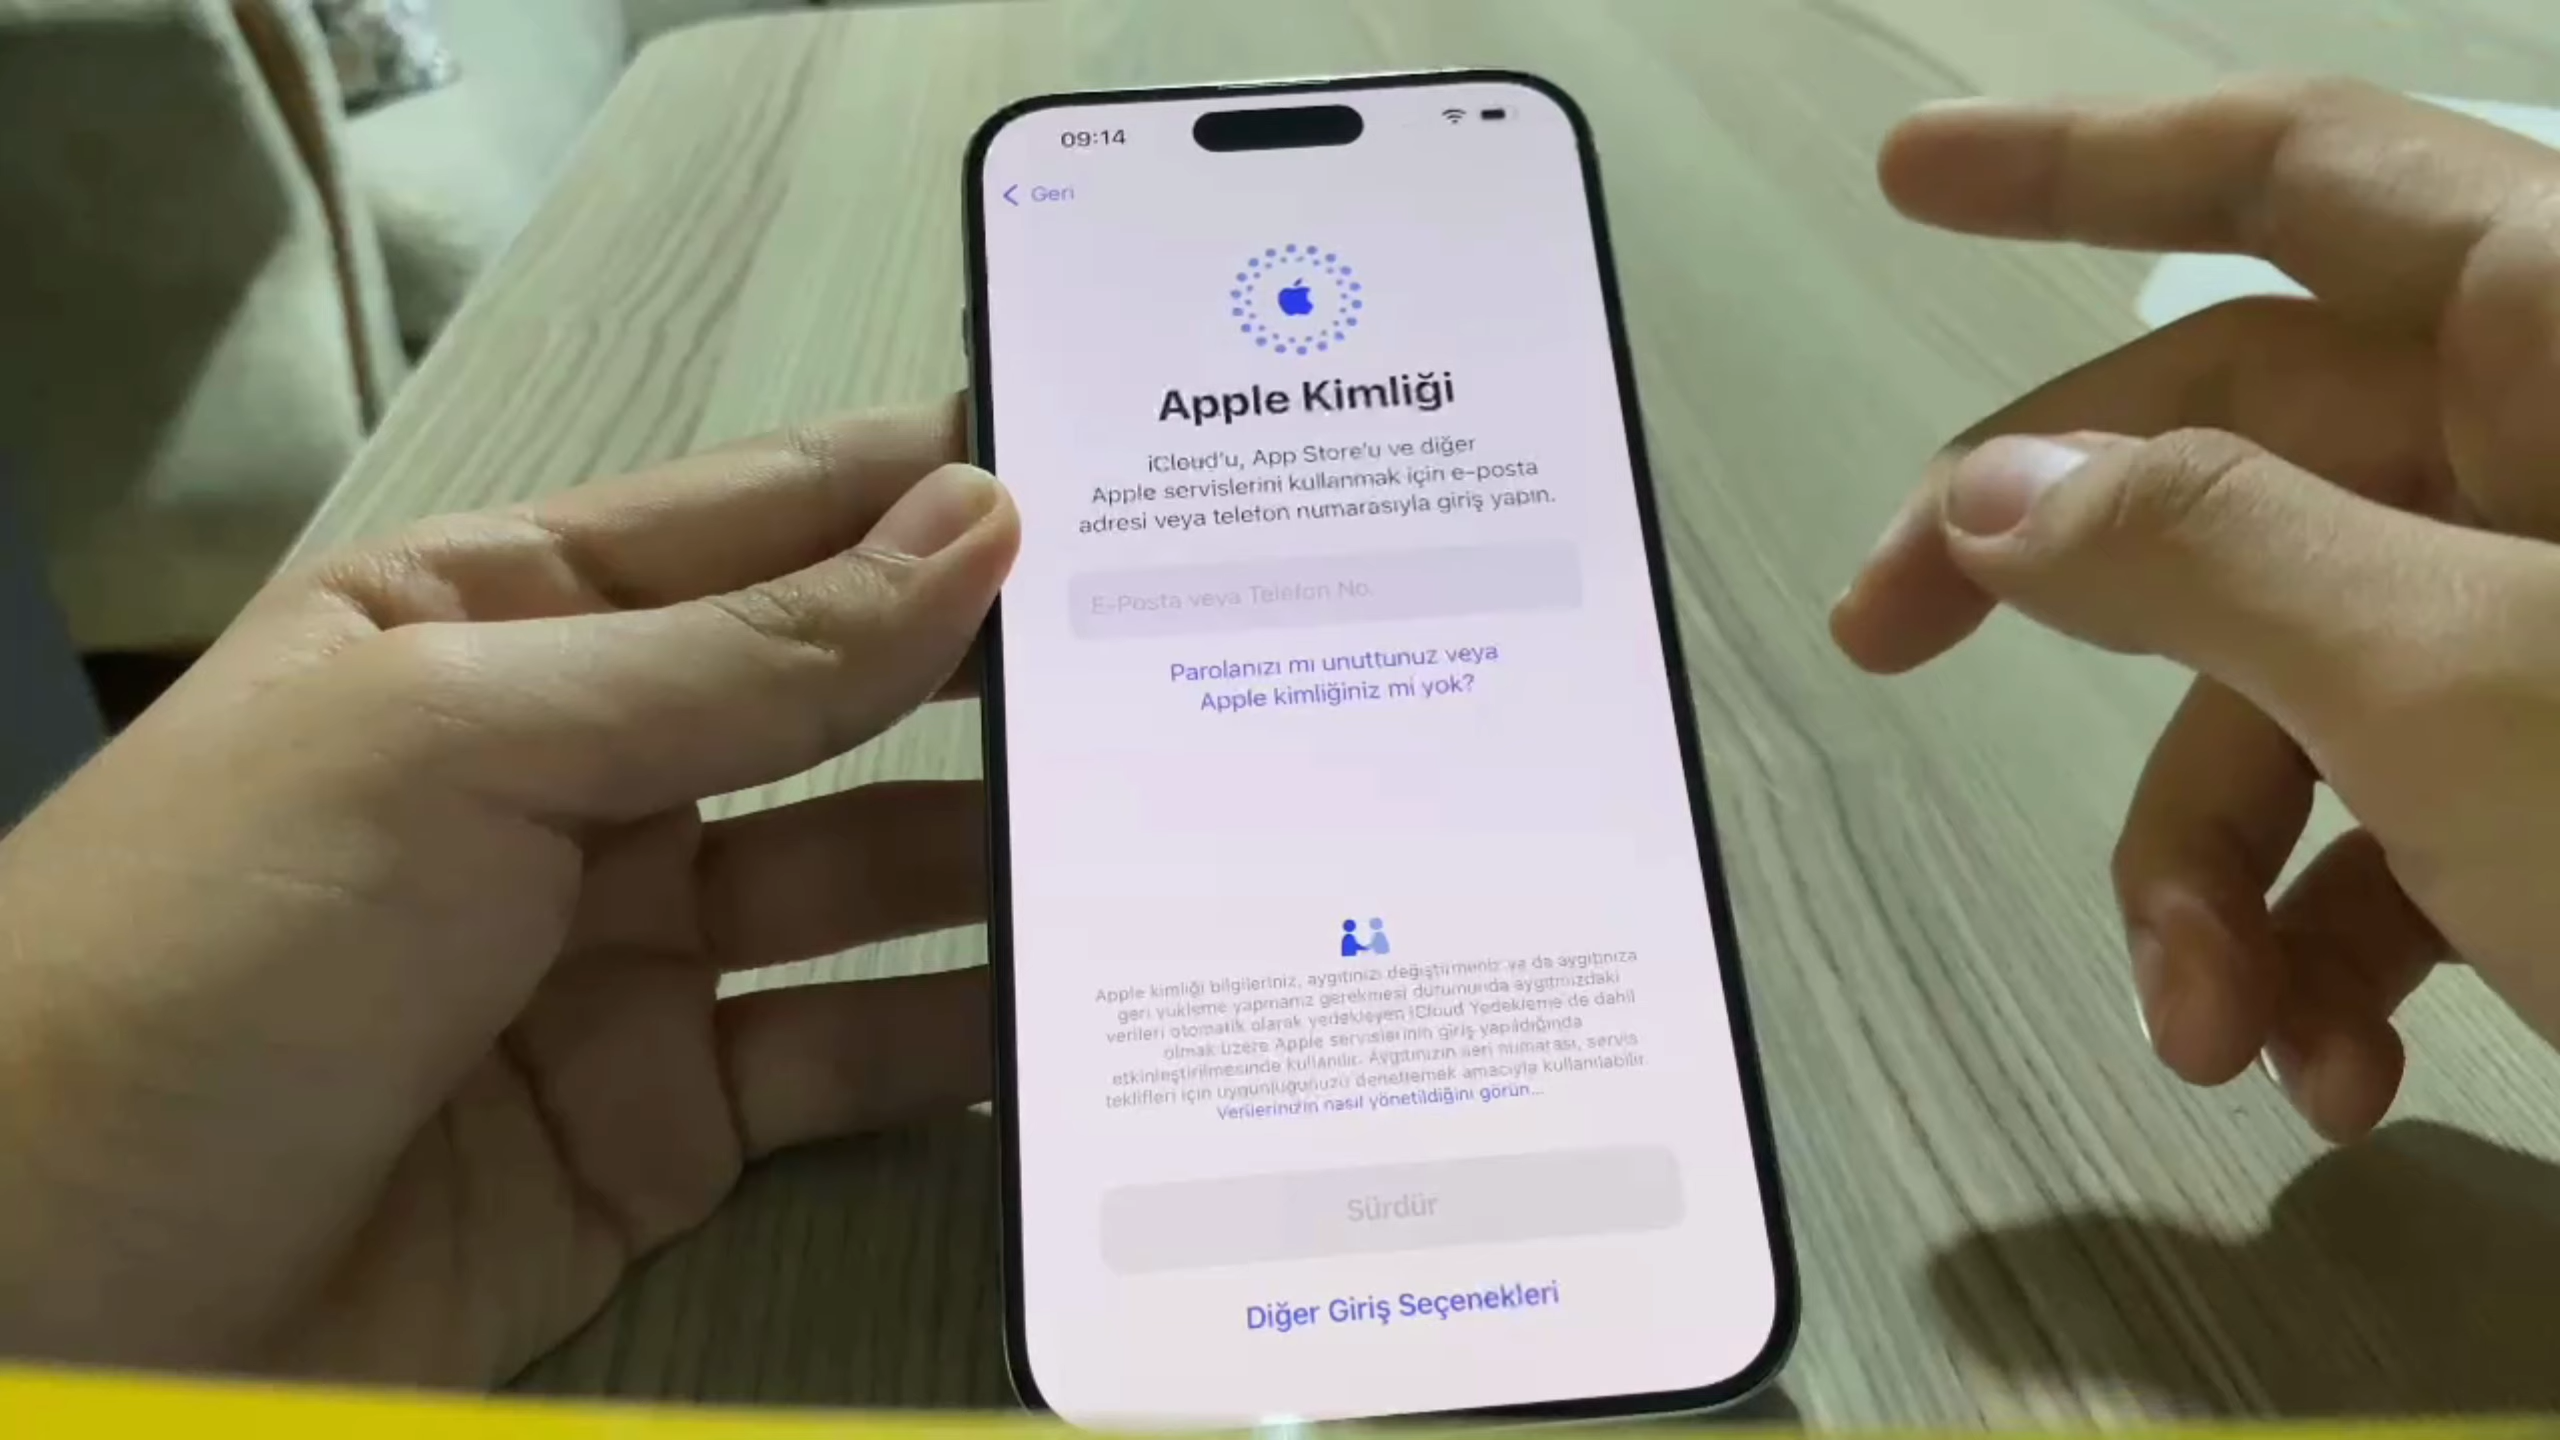 09:14
Geri
Apple Kimliği
iCloud'u, App Store'u ve diğer
Apple servislerini kullanmak için e-posta
adresi veya telefon numarasıyla giriş yapın.
E-Posta veya Telefon No.
Parolanızı mı unuttunuz veya
Apple kimliğiniz mi yok?
Apple kimliği bilgileriniz, aygıtınızı değiştirmeniz ya da aygıtınıza
geri yükleme yapmanız gerekmesi durumunda aygıtınızdaki
verileri otomatik olarak yedekleyen iCloud Yedekleme de dahil
olmak üzere Apple servislerinin giriş yapıldığında
etkinleştirilmesinde kullanılır. Aygıtınızın seri numarası, servis
teklifleri için uygunluğunuzu denetlemek amacıyla kullanılabilir.
Verilerinizin nasıl yönetildiğini görün...
Sürdür
Diğer Giriş Seçenekleri